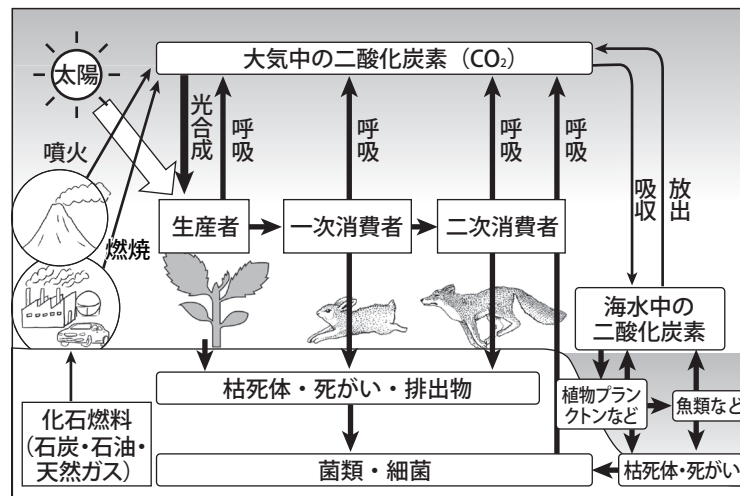 大気中の二酸化炭素（CO₂）
太陽
光合成
呼吸
呼吸
呼吸
呼吸
吸収
放出
噴火
燃焼
生産者
一次消費者
二次消費者
海水中の
二酸化炭素
枯死体・死がい・排出物
植物プラン
クトンなど
魚類など
化石燃料
(石炭・石油・
天然ガス)
菌類・細菌
枯死体・死がい